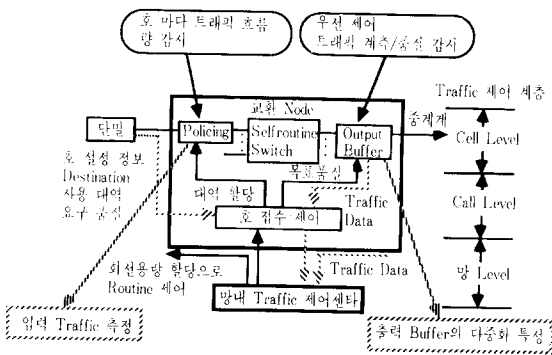 호 마다 트래픽 흐름
량 감시
우선 제어
트래픽 계측/품질 감시
Traffic 제어 계층
교환 Node
중계계
단말
Policing
Selfroutine
Switch
Output
Buffer
Cell Level
호 설정 정보
Destination
사용 대역
요구 품질
목표품질
대역 할당
Traffic
Data
Call Level
호 접수 제어
Traffic Data
회선용량 할당으로
Routine 제어
망 Level
망내 Traffic 제어센타
입력 Traffic 측정
출력 Buffer의 다중화 특성